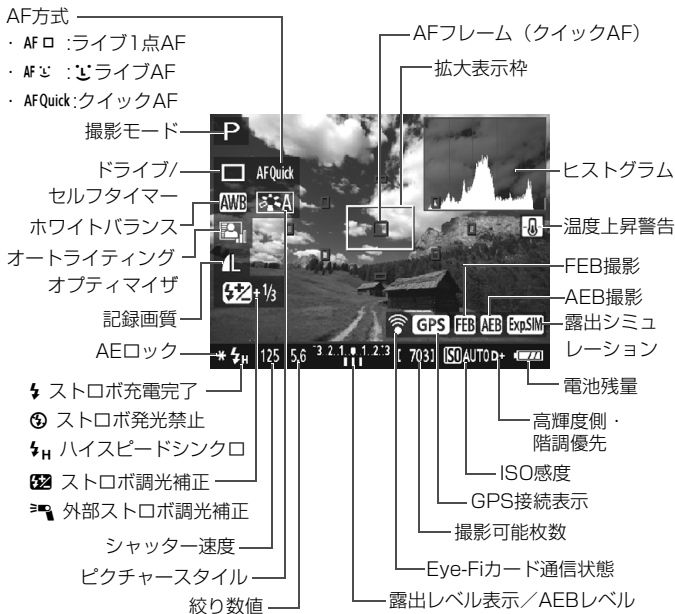 AF方式
・AF□:ライブ1点AF
・AF:ライブAF
・AFQuick:クイックAF
撮影モード
ドライブ/
セルフタイマー
ホワイトバランス
オートライティング
オプティマイザ
記録画質
AEロック
ストロボ充電完了
ストロボ発光禁止
H ハイスピードシンクロ
ストロボ調光補正
外部ストロボ調光補正
シャッター速度
ピクチャースタイル
絞り数値
AFフレーム（クイックAF）
拡大表示枠
ヒストグラム
温度上昇警告
FEB撮影
AEB撮影
露出シミュ
レーション
電池残量
高輝度側・
階調優先
ISO感度
GPS接続表示
撮影可能枚数
Eye-Fiカード通信状態
露出レベル表示／AEBレベル
P
AFQuick
AWB A
L
±1/3
GPS FEB AEB Exp.SIM
H 125 5.6 -3..2..1..1..2..+3 [ 703] ISO AUTO D+